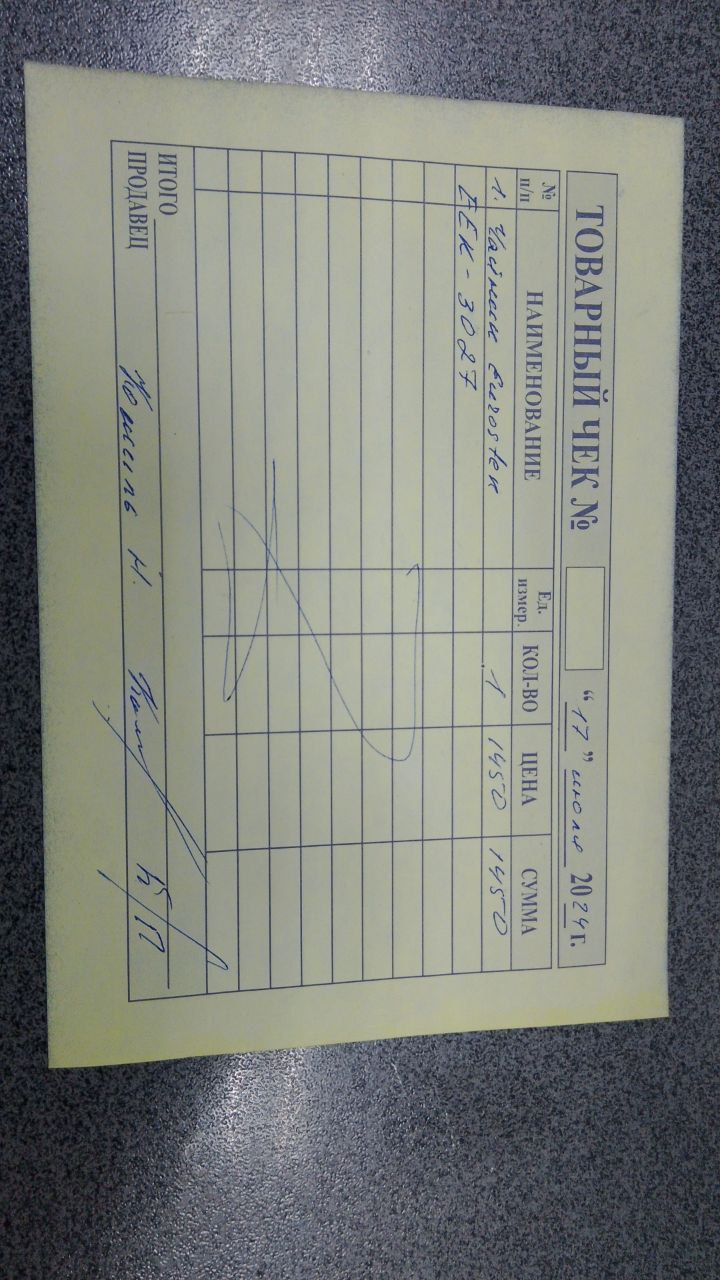 ТОВАРНЫЙ ЧЕК № “17” июля 2024 г.
№ п/п НАИМЕНОВАНИЕ Ед. измер. КОЛ-ВО ЦЕНА СУММА
1. Чайник Eurostek 1 1450 1450
EEK - 3027
ИТОГО
ПРОДАВЕЦ Н. Б/П